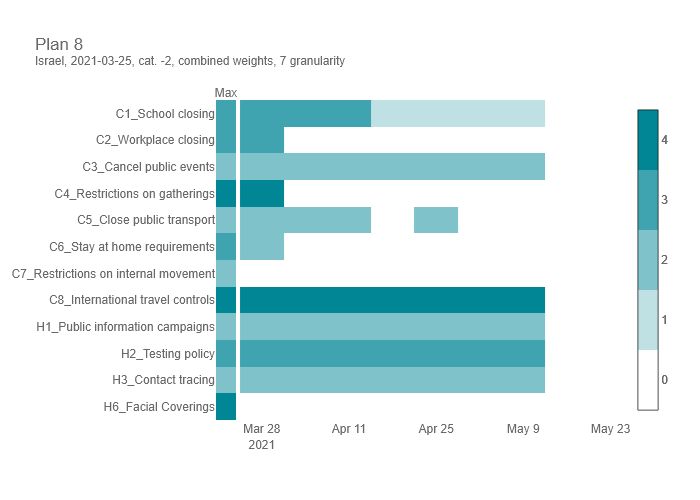 Plan 8
Israel, 2021-03-25, cat. -2, combined weights, 7 granularity
Max
C1_School closing
C2_Workplace closing
C3_Cancel public events
C4_Restrictions on gatherings
C5_Close public transport
C6_Stay at home requirements
C7_Restrictions on internal movement
C8_International travel controls
H1_Public information campaigns
H2_Testing policy
H3_Contact tracing
H6_Facial Coverings
Mar 28 Apr 11 Apr 25 May 9 May 23
2021
4
3
2
1
0